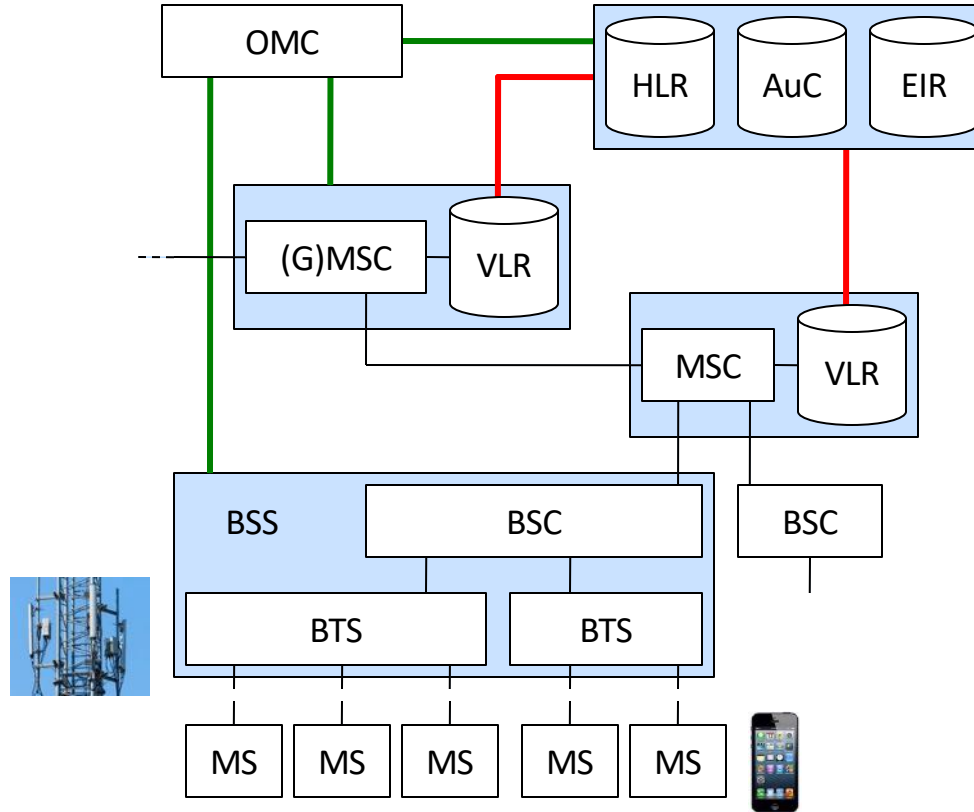 OMC
HLR
AuC
EIR
(G)MSC
VLR
MSC
VLR
BSS
BSC
BSC
BTS
BTS
MS
MS
MS
MS
MS